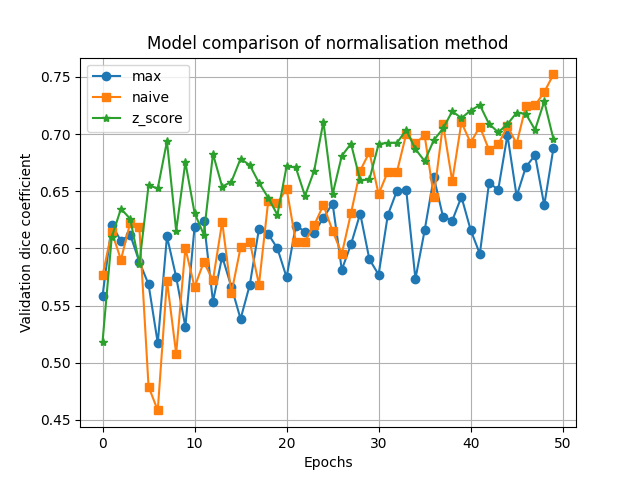 Model comparison of normalisation method
max
naive
z_score
Validation dice coefficient
0.75
0.70
0.65
0.60
0.55
0.50
0.45
0 10 20 30 40 50
Epochs